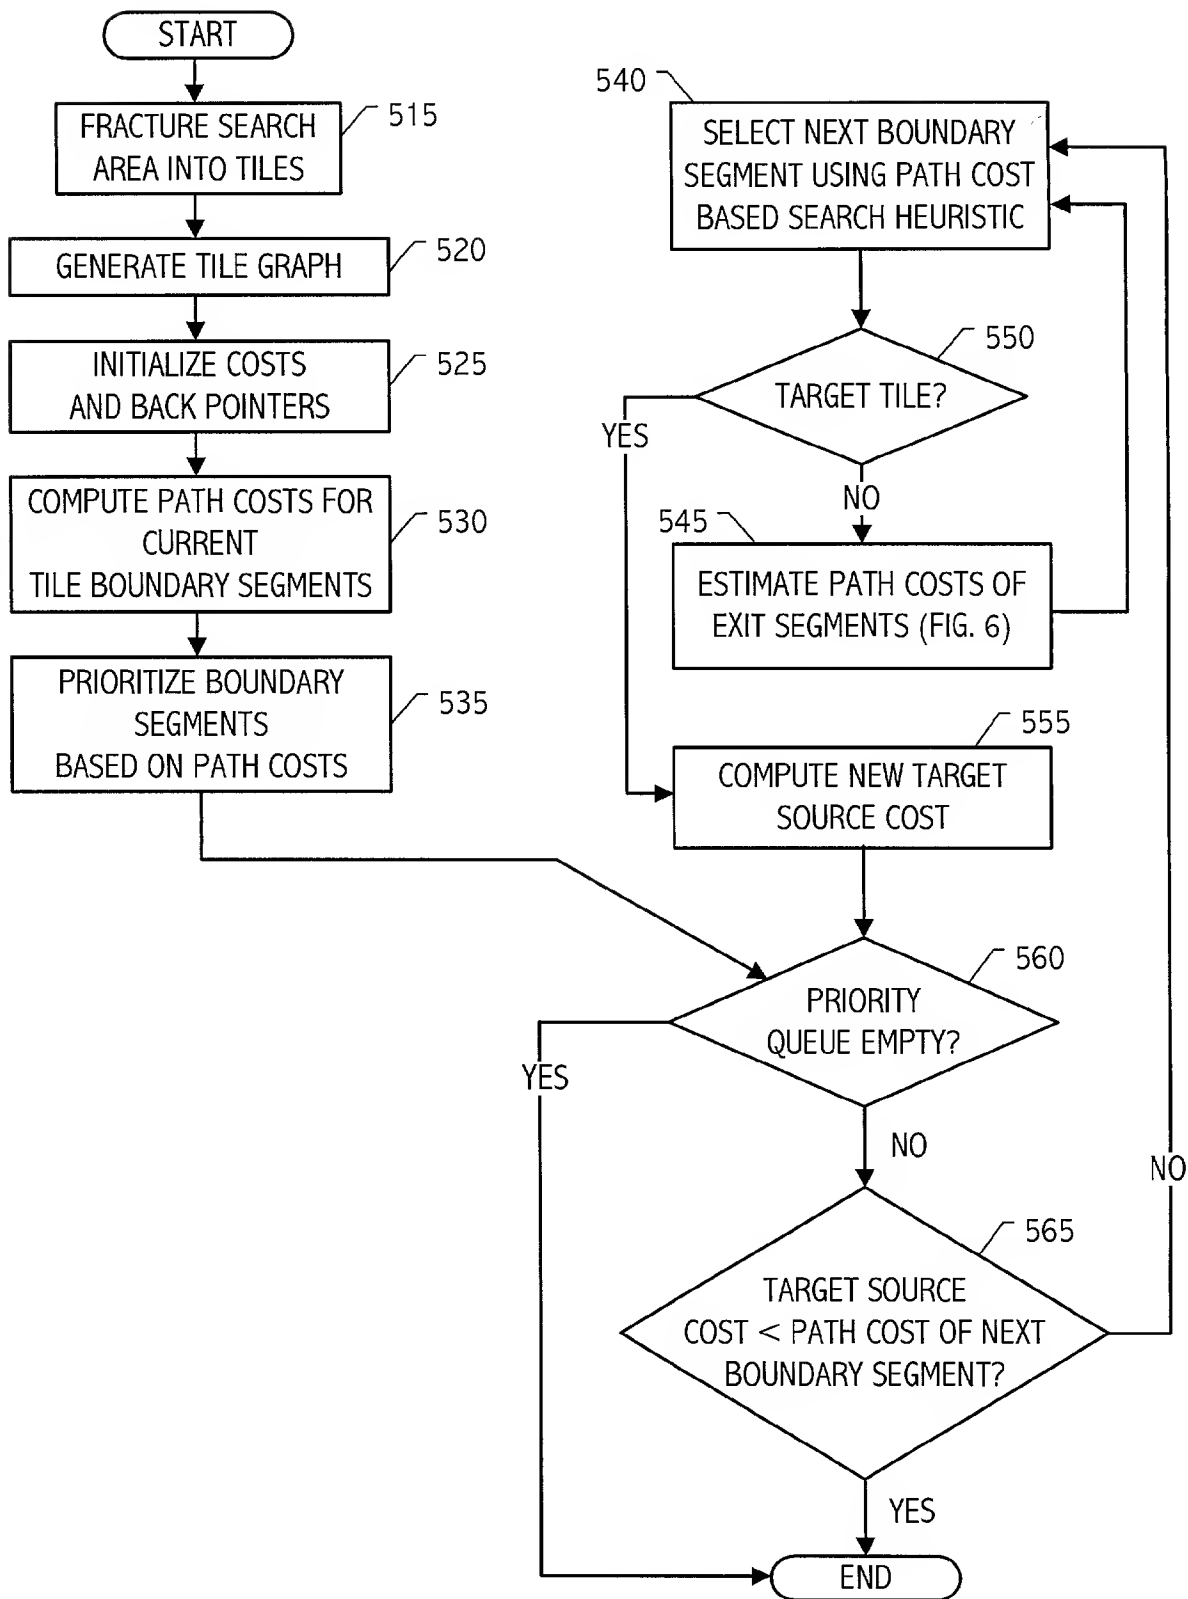 START
FRACTURE SEARCH
AREA INTO TILES
515
GENERATE TILE GRAPH
520
INITIALIZE COSTS
AND BACK POINTERS
525
COMPUTE PATH COSTS FOR
CURRENT
TILE BOUNDARY SEGMENTS
530
PRIORITIZE BOUNDARY
SEGMENTS
BASED ON PATH COSTS
535
540
SELECT NEXT BOUNDARY
SEGMENT USING PATH COST
BASED SEARCH HEURISTIC
550
TARGET TILE?
YES
NO
545
ESTIMATE PATH COSTS OF
EXIT SEGMENTS (FIG. 6)
555
COMPUTE NEW TARGET
SOURCE COST
560
PRIORITY
QUEUE EMPTY?
YES
NO
NO
565
TARGET SOURCE
COST < PATH COST OF NEXT
BOUNDARY SEGMENT?
YES
END